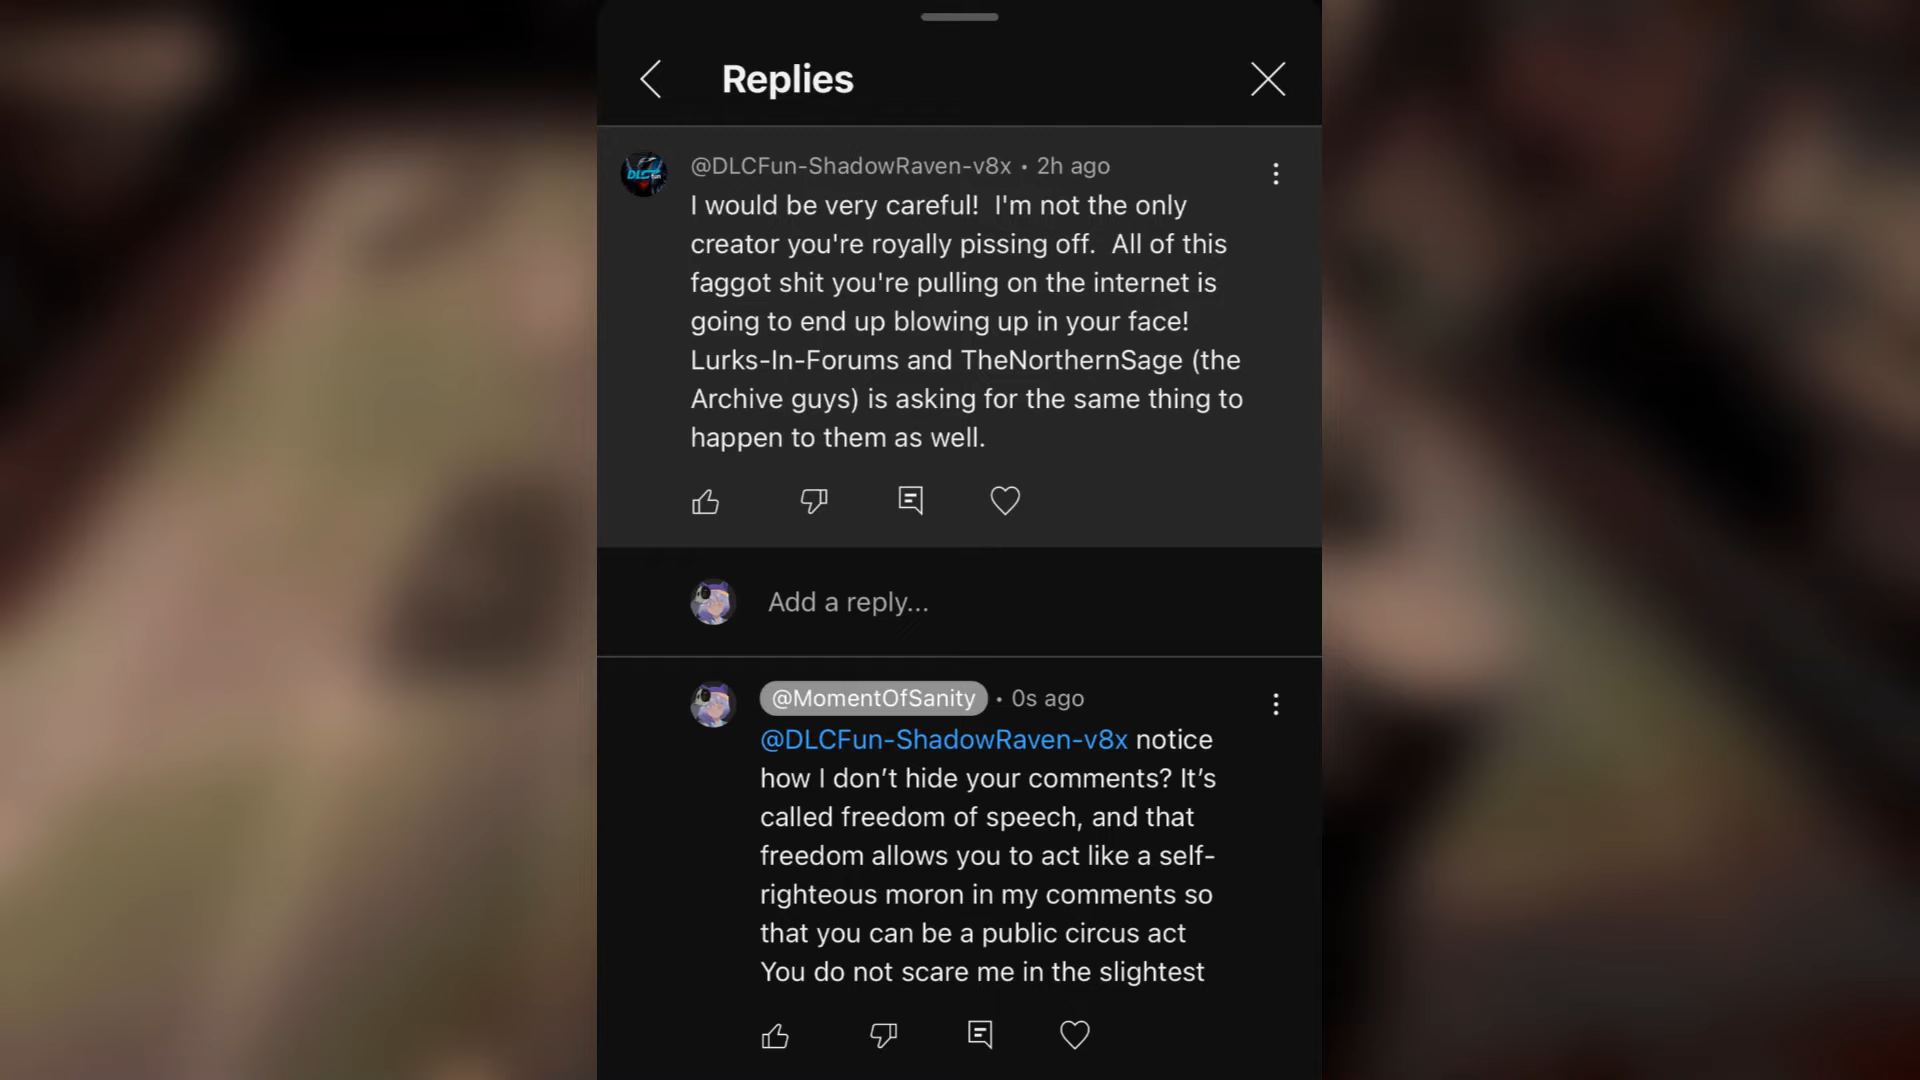 Replies
@DLCFun-ShadowRaven-v8x • 2h ago
I would be very careful! I'm not the only
creator you're royally pissing off. All of this
faggot shit you're pulling on the internet is
going to end up blowing up in your face!
Lurks-In-Forums and TheNorthernSage (the
Archive guys) is asking for the same thing to
happen to them as well.
Add a reply...
@MomentOfSanity • 0s ago
@DLCFun-ShadowRaven-v8x notice
how I don’t hide your comments? It’s
called freedom of speech, and that
freedom allows you to act like a self-
righteous moron in my comments so
that you can be a public circus act
You do not scare me in the slightest